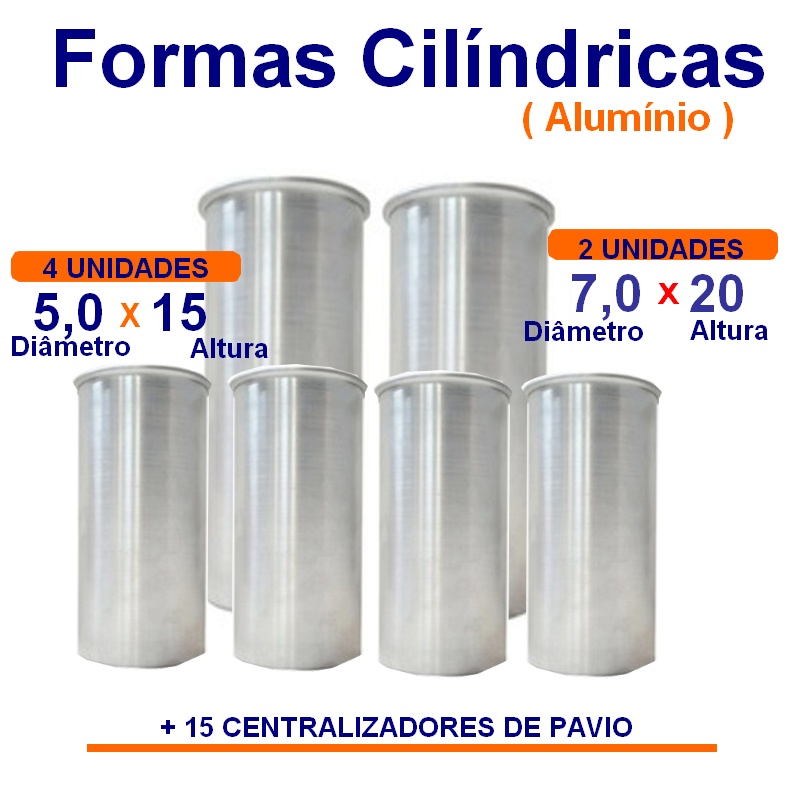 Formas Cilíndricas
( Alumínio )
4 UNIDADES
5,0 X 15
Diâmetro Altura
2 UNIDADES
7,0 x 20
Diâmetro Altura
+ 15 CENTRALIZADORES DE PAVIO